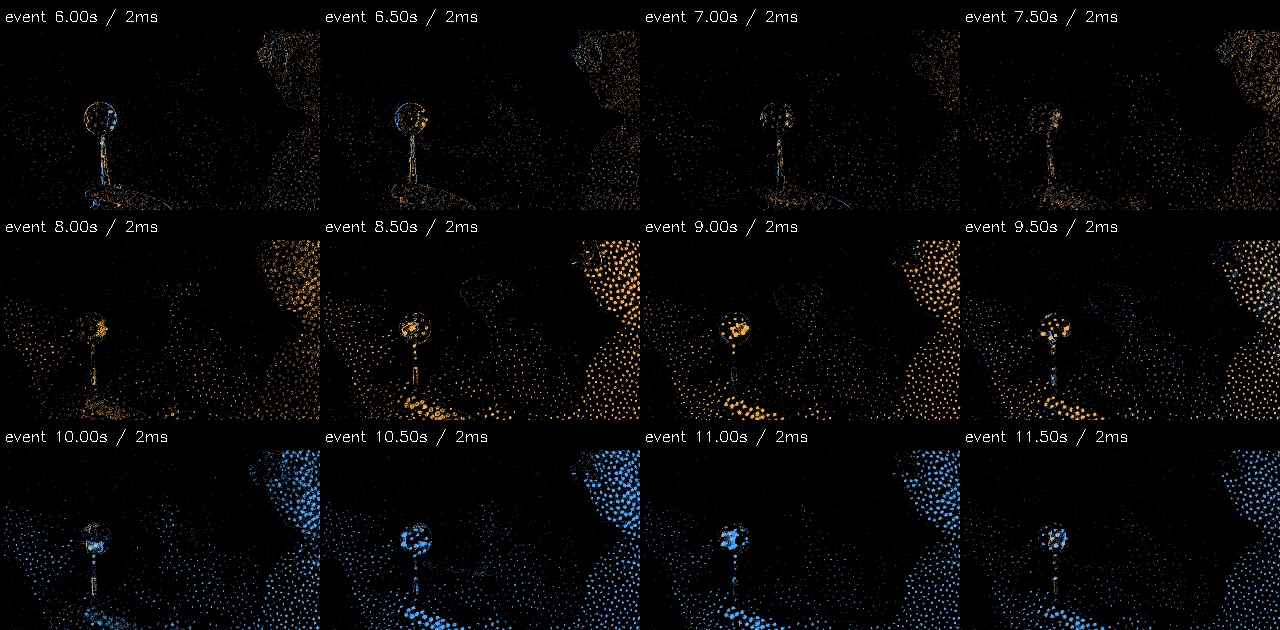 event 6.00s / 2ms
event 6.50s / 2ms
event 7.00s / 2ms
event 7.50s / 2ms
event 8.00s / 2ms
event 8.50s / 2ms
event 9.00s / 2ms
event 9.50s / 2ms
event 10.00s / 2ms
event 10.50s / 2ms
event 11.00s / 2ms
event 11.50s / 2ms